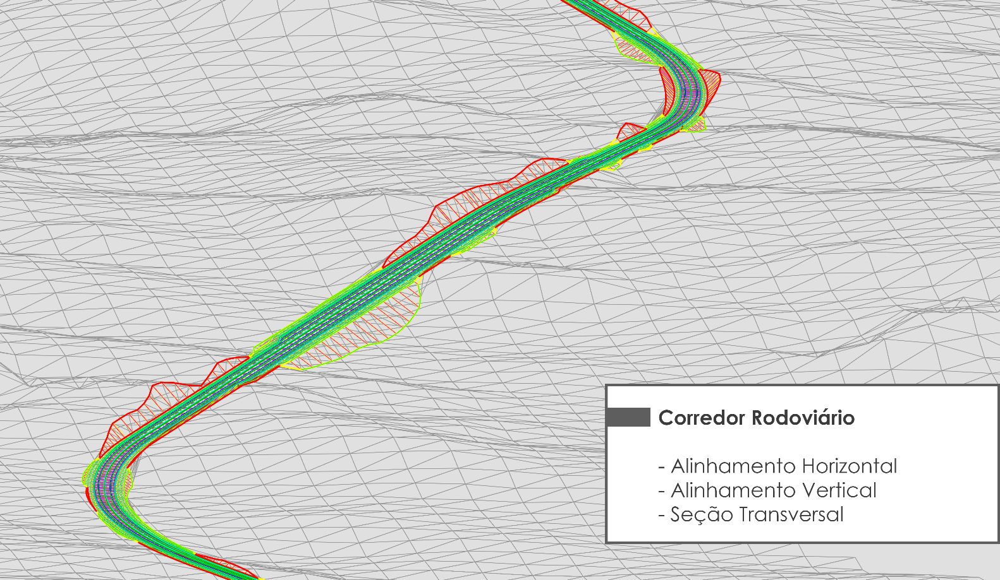 Corredor Rodoviário
- Alinhamento Horizontal
- Alinhamento Vertical
- Seção Transversal